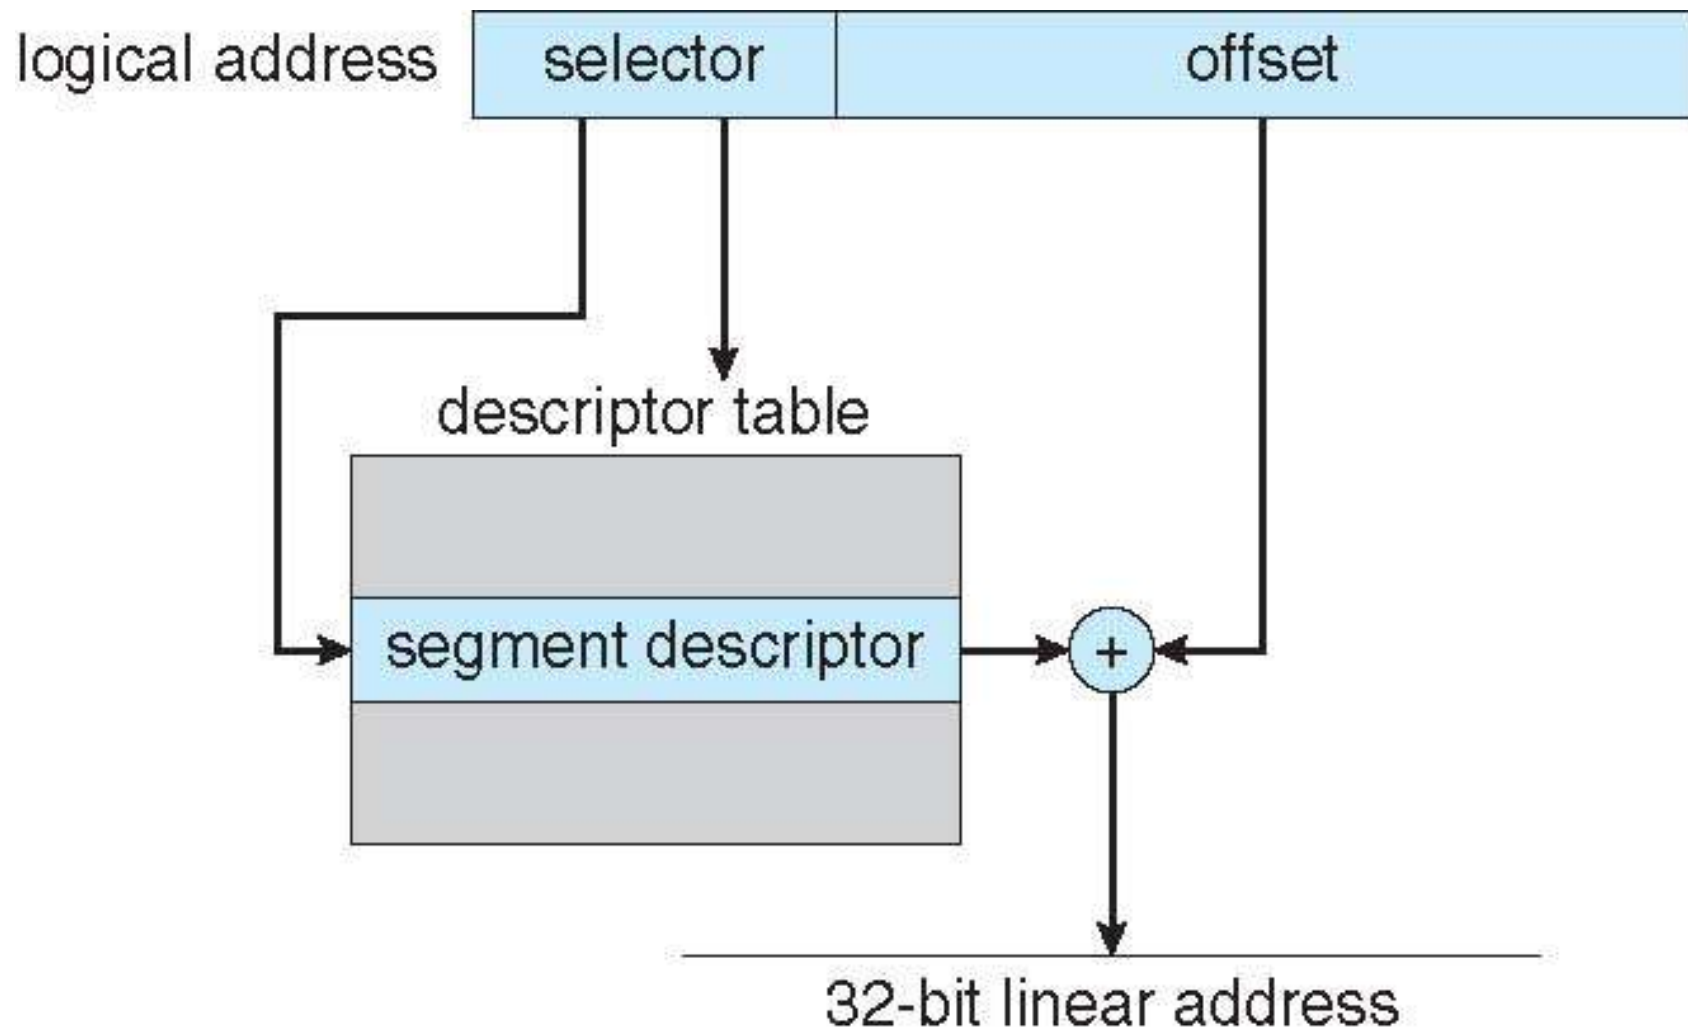 logical address selector offset
descriptor table
segment descriptor +
32-bit linear address